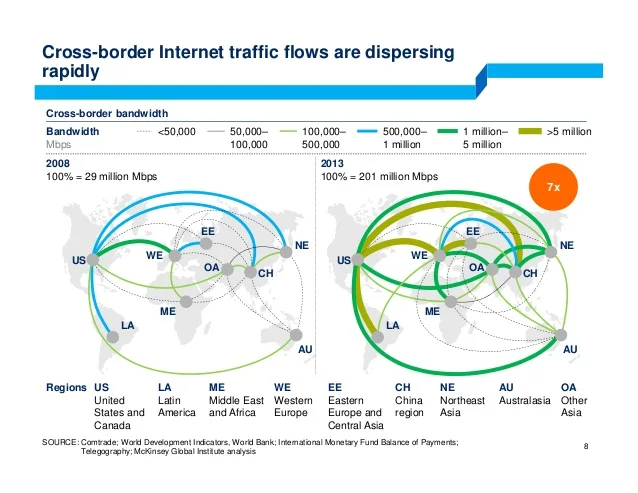 Cross-border Internet traffic flows are dispersing
rapidly
Cross-border bandwidth
Bandwidth <50,000 50,000– 100,000– 500,000– 1 million– >5 million
Mbps 100,000 500,000 1 million 5 million
2008 2013
100% = 29 million Mbps 100% = 201 million Mbps
7x
EE EE
NE NE
US WE US WE
OA CH OA CH
ME ME
LA LA
AU AU
Regions US LA ME WE EE CH NE AU OA
United Latin Middle East Western Eastern China Northeast Australasia Other
States and America and Africa Europe Europe and region Asia Asia
Canada Central Asia
SOURCE: Comtrade; World Development Indicators, World Bank; International Monetary Fund Balance of Payments;
Telegography; McKinsey Global Institute analysis
8